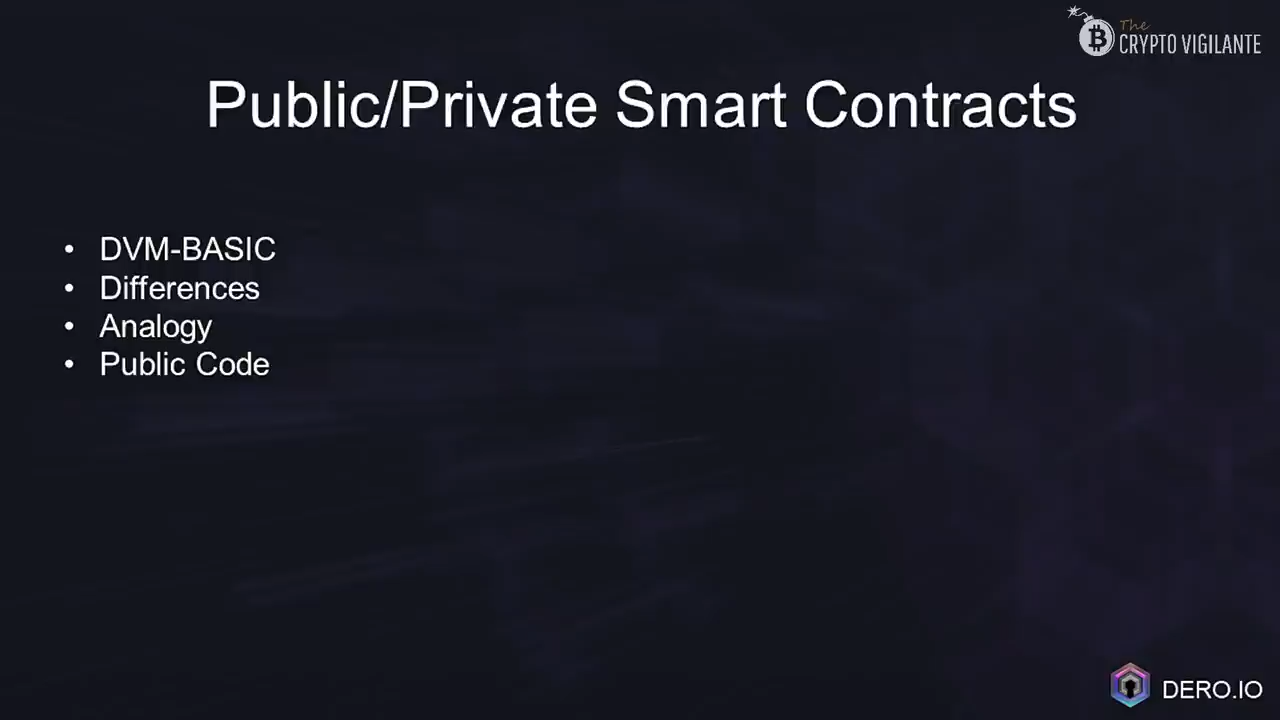 The
CRYPTO VIGILANTE
Public/Private Smart Contracts
• DVM-BASIC
• Differences
• Analogy
• Public Code
DERO.IO